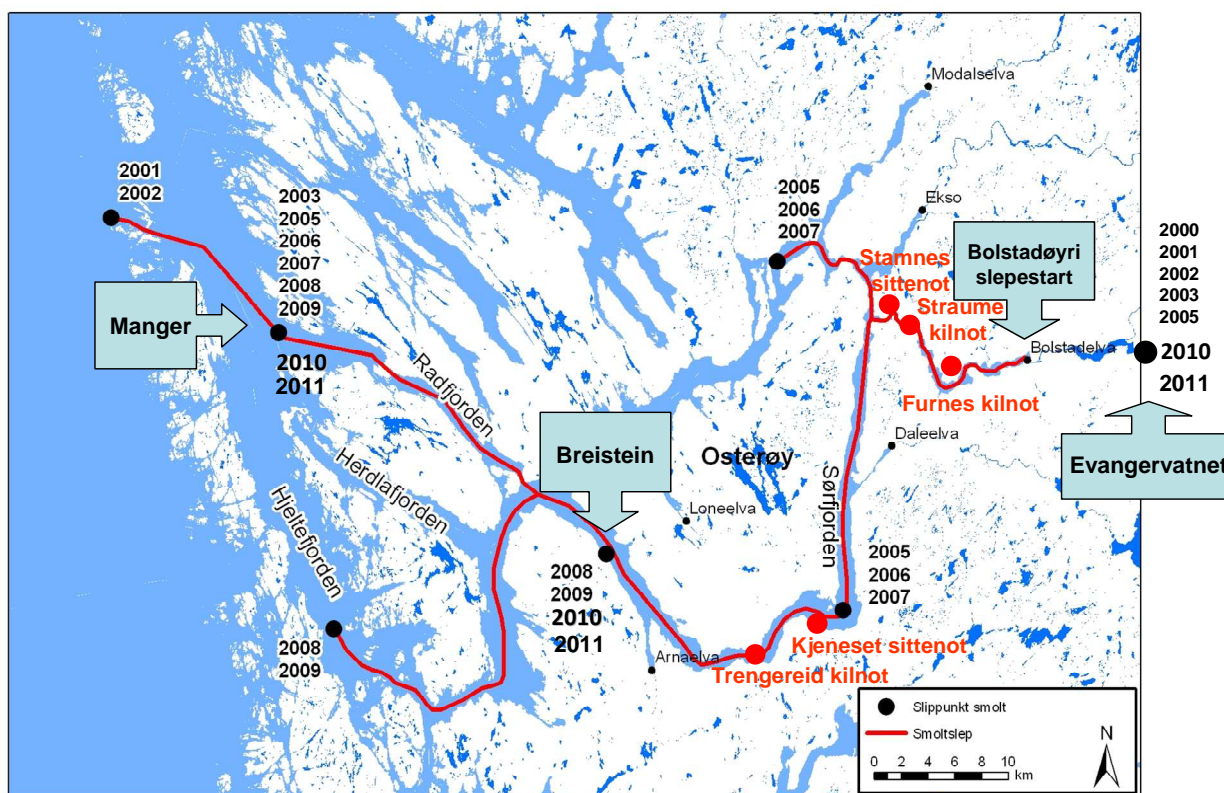 Modalselva
2001
2002
2003
2005
2006
2007
2008
2009
2010
2011
Manger
2005
2006
2007
Ekso
Stamnes
sittenot
Straume
kilnot
Bolstadøyri
slepestart
Bolstadelva
2000
2001
2002
2003
2005
2010
2011
Furnes kilnot
Evangervatnet
Radfjorden
Herdlafjorden
Hjeltefjorden
Breistein
Osterøy
Sørfjorden
Daleelva
Loneelva
2008
2009
2010
2011
2005
2006
2007
2008
2009
Arnaelva
Kjeneset sittenot
Trengereid kilnot
Slippunkt smolt
Smoltslep
N
0 2 4 6 8 10
km